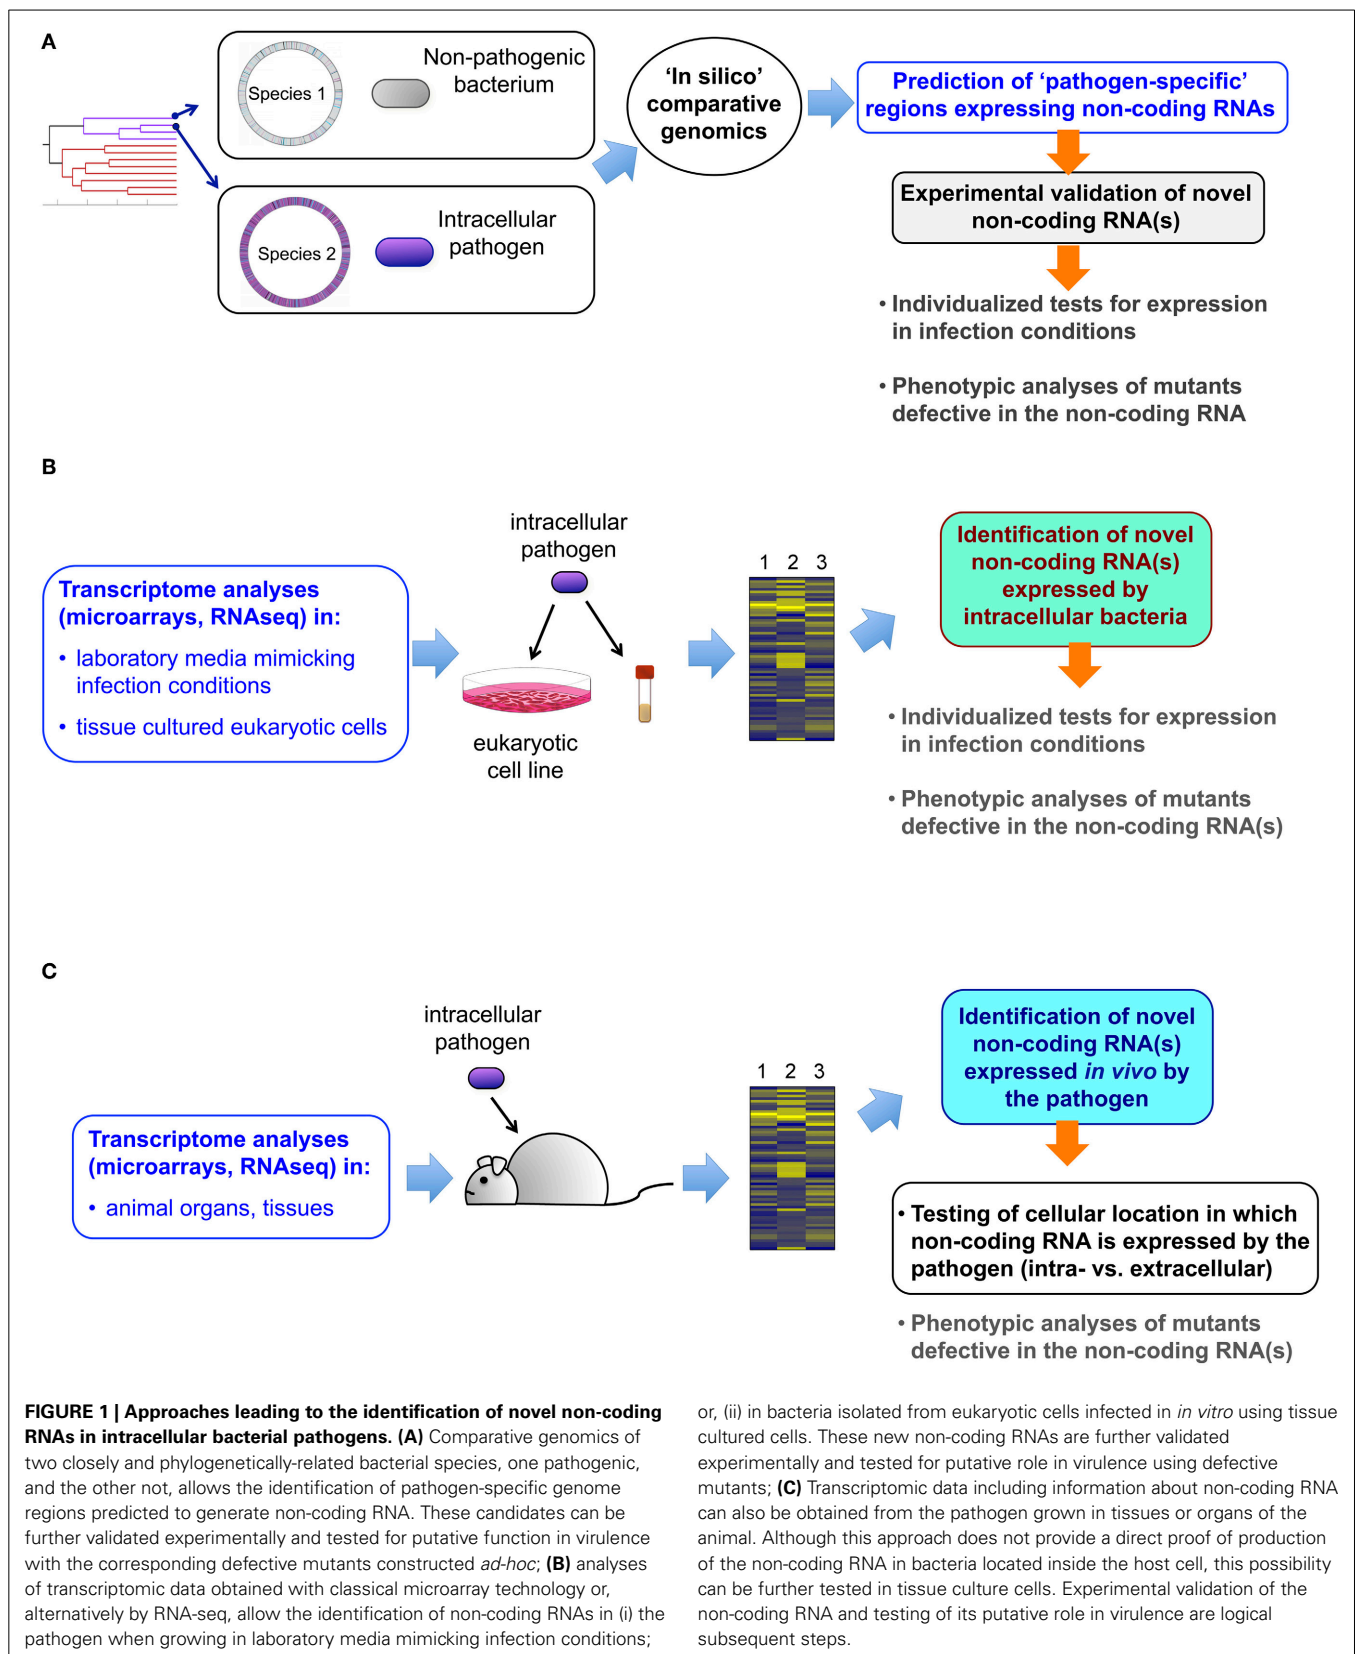 A
Species 1
Non-pathogenic
bacterium
Species 2
Intracellular
pathogen
‘In silico’
comparative
genomics
Prediction of ‘pathogen-specific’
regions expressing non-coding RNAs
Experimental validation of novel
non-coding RNA(s)
• Individualized tests for expression
in infection conditions
• Phenotypic analyses of mutants
defective in the non-coding RNA
B
Transcriptome analyses
(microarrays, RNAseq) in:
• laboratory media mimicking
infection conditions
• tissue cultured eukaryotic cells
intracellular
pathogen
eukaryotic
cell line
1 2 3
Identification of novel
non-coding RNA(s)
expressed by
intracellular bacteria
• Individualized tests for expression
in infection conditions
• Phenotypic analyses of mutants
defective in the non-coding RNA(s)
C
Transcriptome analyses
(microarrays, RNAseq) in:
• animal organs, tissues
intracellular
pathogen
1 2 3
Identification of novel
non-coding RNA(s)
expressed in vivo by
the pathogen
• Testing of cellular location in which
non-coding RNA is expressed by the
pathogen (intra- vs. extracellular)
• Phenotypic analyses of mutants
defective in the non-coding RNA(s)
FIGURE 1 | Approaches leading to the identification of novel non-coding
RNAs in intracellular bacterial pathogens. (A) Comparative genomics of
two closely and phylogenetically-related bacterial species, one pathogenic,
and the other not, allows the identification of pathogen-specific genome
regions predicted to generate non-coding RNA. These candidates can be
further validated experimentally and tested for putative function in virulence
with the corresponding defective mutants constructed ad-hoc; (B) analyses
of transcriptomic data obtained with classical microarray technology or,
alternatively by RNA-seq, allow the identification of non-coding RNAs in (i) the
pathogen when growing in laboratory media mimicking infection conditions;
or, (ii) in bacteria isolated from eukaryotic cells infected in in vitro using tissue
cultured cells. These new non-coding RNAs are further validated
experimentally and tested for putative role in virulence using defective
mutants; (C) Transcriptomic data including information about non-coding RNA
can also be obtained from the pathogen grown in tissues or organs of the
animal. Although this approach does not provide a direct proof of production
of the non-coding RNA in bacteria located inside the host cell, this possibility
can be further tested in tissue culture cells. Experimental validation of the
non-coding RNA and testing of its putative role in virulence are logical
subsequent steps.